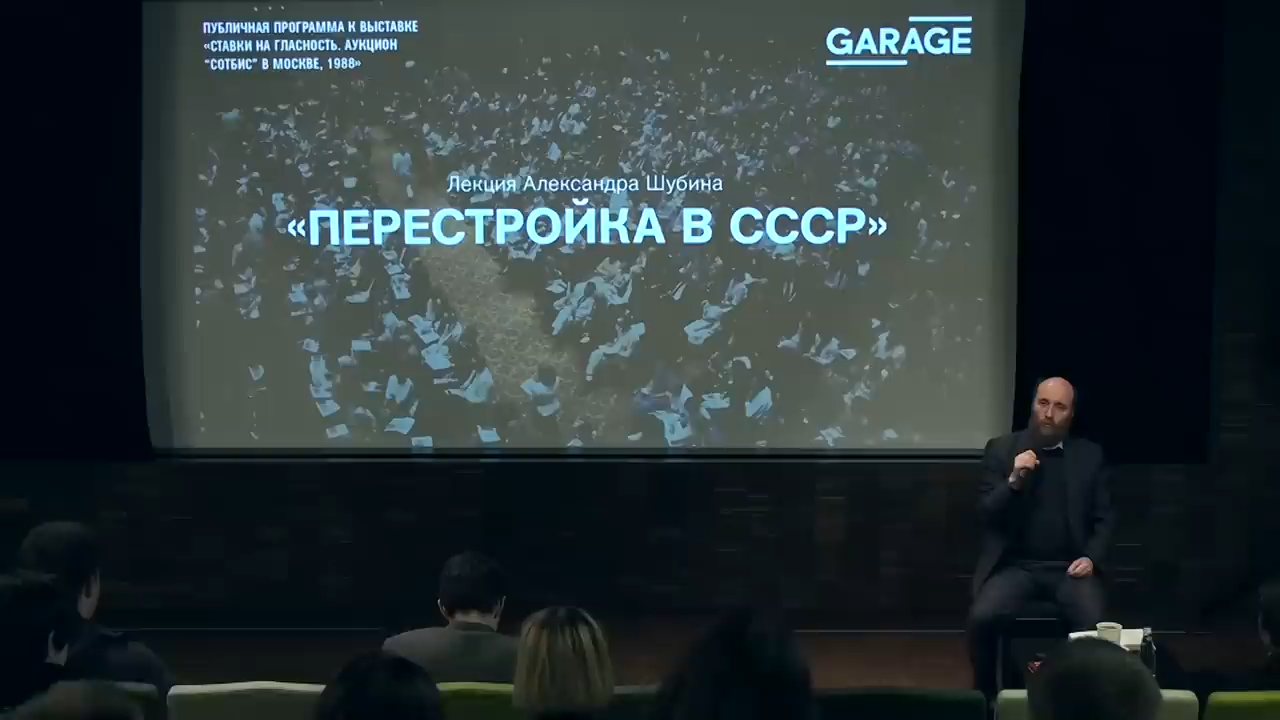 ПУБЛИЧНАЯ ПРОГРАММА К ВЫСТАВКЕ
«СТАВКИ НА ГЛАСНОСТЬ. АУКЦИОН
"СОТБИС" В МОСКВЕ, 1988»
GARAGE
Лекция Александра Шубина
«ПЕРЕСТРОЙКА В СССР»